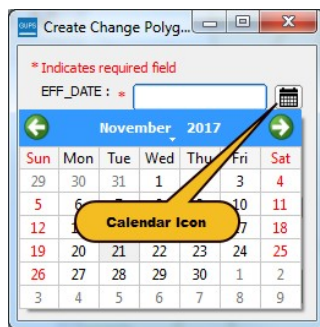 OUPS Create Change Polyg...
* Indicates required field
EFF_DATE : *
November 2017
Sun Mon Tue Wed Thu Fri Sat
29 30 31 1 3 4
5 6 10 11
12 18
19 20 21 22 23 24 25
26 27 28 29 30 1 2
3 4 5 6 7 8 9
Calendar Icon